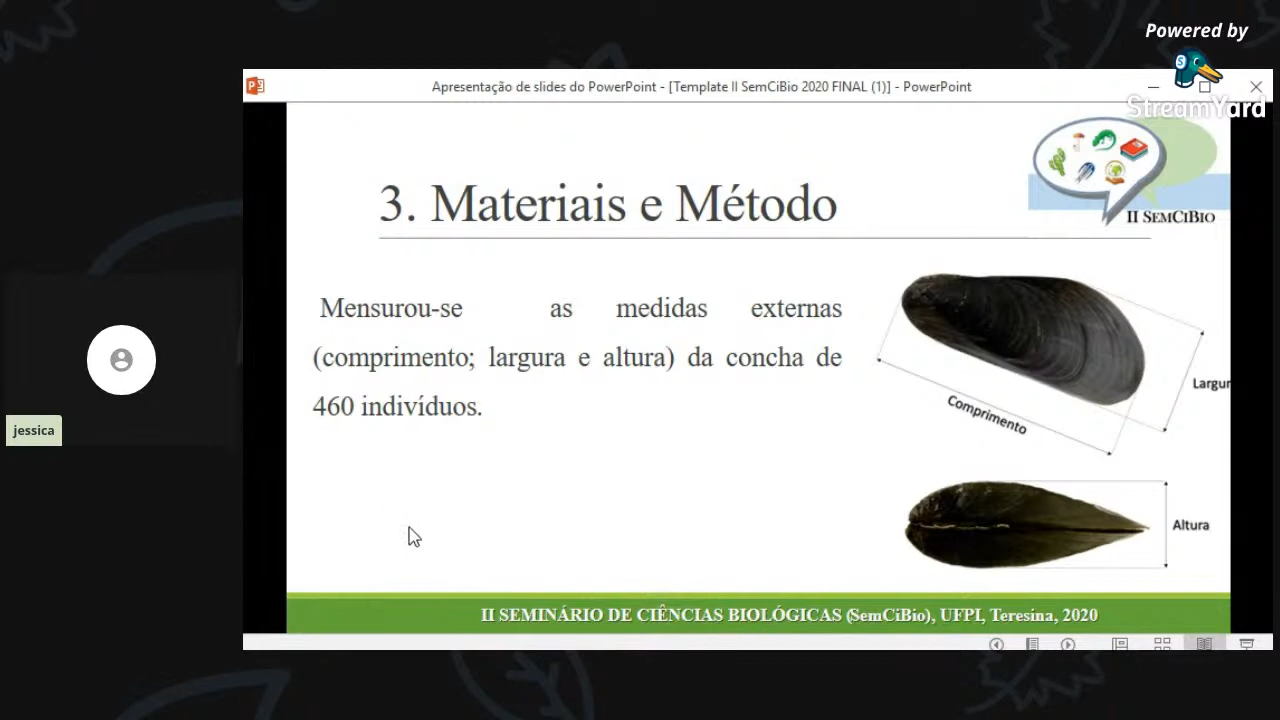 Powered by
StreamYard
Apresentação de slides do PowerPoint - [Template II SemCiBio 2020 FINAL (1)] - PowerPoint
II SEMCIBIO
3. Materiais e Método
Mensurou-se as medidas externas
(comprimento; largura e altura) da concha de
460 indivíduos.
Largur
Comprimento
Altura
jessica
II SEMINÁRIO DE CIÊNCIAS BIOLÓGICAS (SemCiBio), UFPI, Teresina, 2020